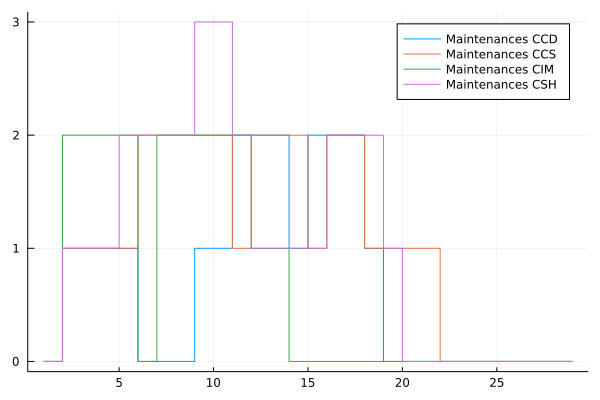 3
Maintenances CCD
Maintenances CCS
Maintenances CIM
Maintenances CSH
2
1
0
5 10 15 20 25